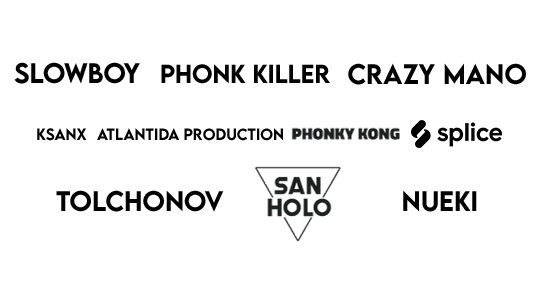 SLOWBOY PHONK KILLER CRAZY MANO
KSANX ATLANTIDA PRODUCTION PHONKY KONG splice
TOLCHONOV SAN HOLO NUEKI